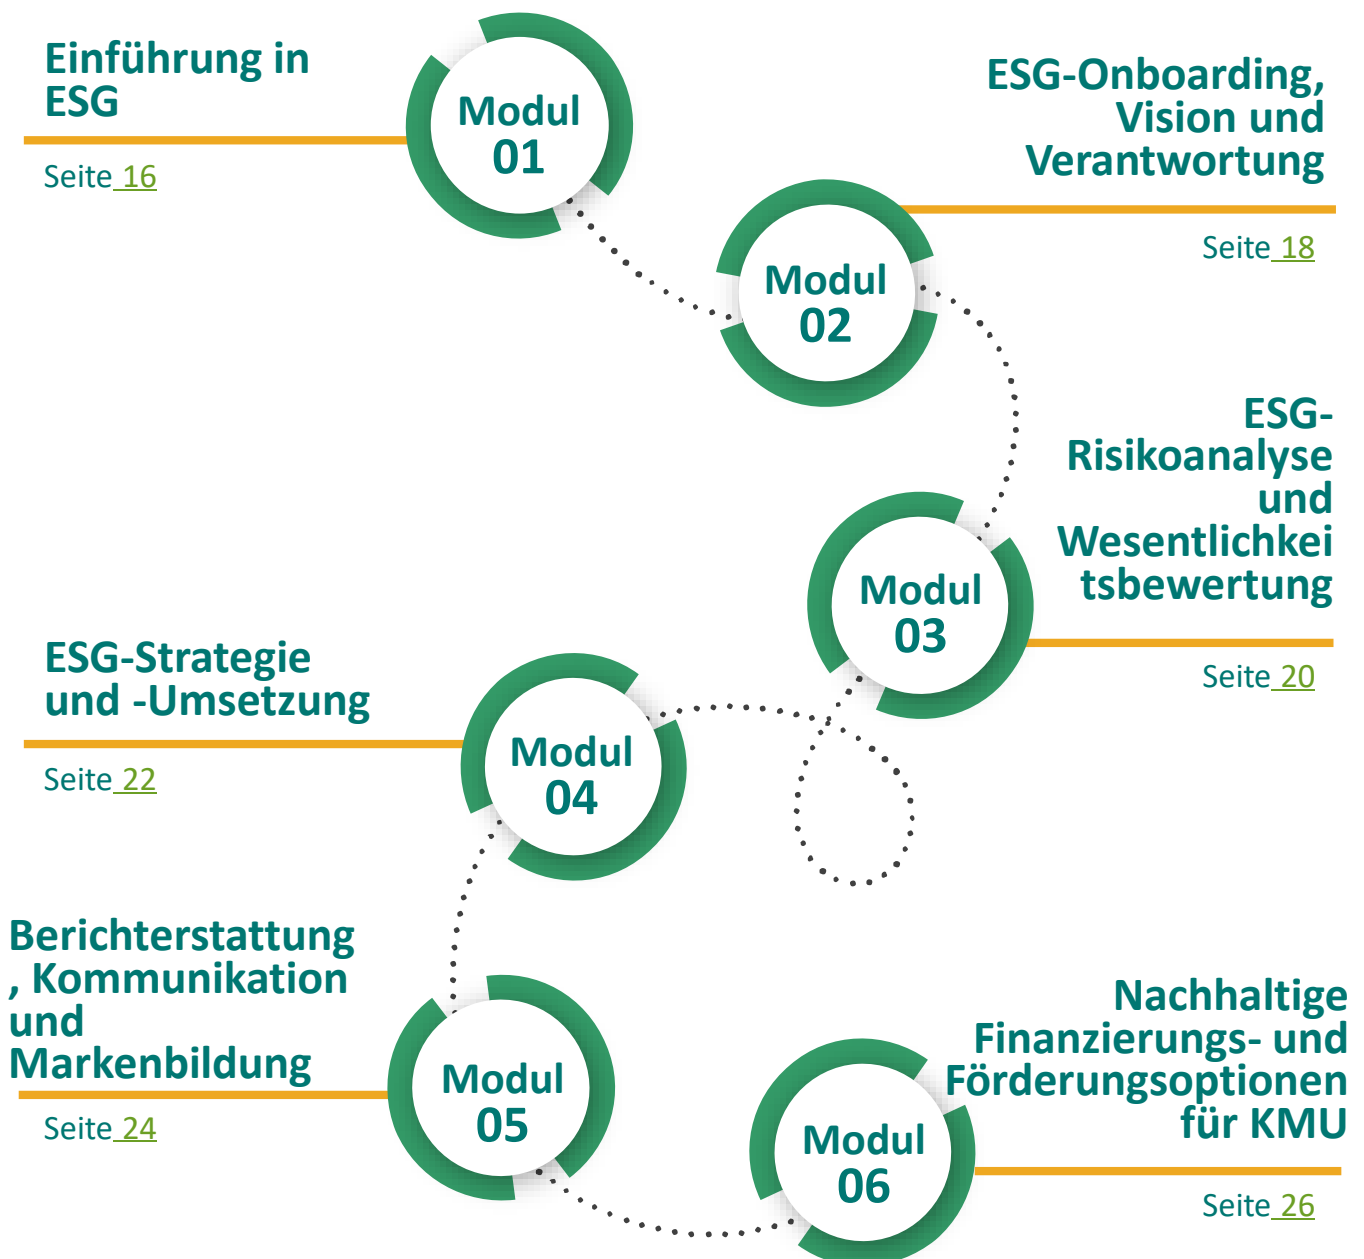 Einführung in
ESG
Seite 16
Modul
01
ESG-Onboarding,
Vision und
Verantwortung
Seite 18
Modul
02
ESG-
Risikoanalyse
und
Wesentlichkei
tsbewertung
Seite 20
Modul
03
ESG-Strategie
und -Umsetzung
Seite 22
Modul
04
Berichterstattung
, Kommunikation
und
Markenbildung
Seite 24
Modul
05
Nachhaltige
Finanzierungs- und
Förderungsoptionen
für KMU
Seite 26
Modul
06